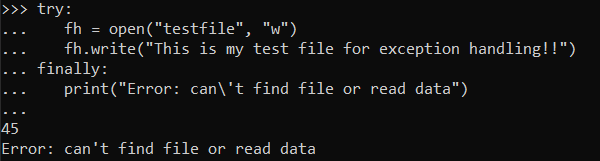 >>> try:
...    fh = open("testfile", "w")
...    fh.write("This is my test file for exception handling!!")
... finally:
...    print("Error: can\'t find file or read data")
...
45
Error: can't find file or read data